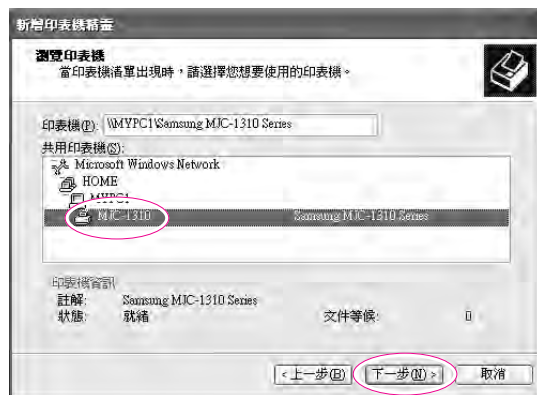 新增印表機精靈
瀏覽印表機
當印表機清單出現時，請選擇您想要使用的印表機。
印表機(P): \\MYPC1\Samsung MJC-1310 Series
共用印表機(S):
Microsoft Windows Network
HOME
MYPC1
MJC-1310 Samsung MJC-1310 Series
印表機資訊
註解: Samsung MJC-1310 Series
狀態: 就緒 文件等候: 0
<上一步(B) 下一步(N)> 取消